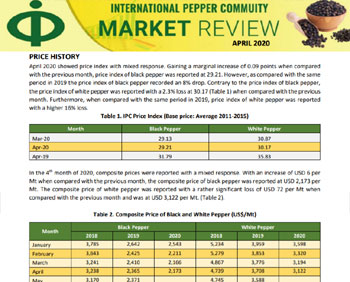 INTERNATIONAL PEPPER COMMUITY
MARKET REVIEW
APRIL 2020
PRICE HISTORY
April 2020 showed price index with mixed response. Gaining a marginal increase of 0.09 points when compared
with the previous month, price index of black pepper was reported at 29.21. However, as compared with the same
period in 2019 the price index of black pepper recorded an 8% drop. Contrary to the price index of black pepper,
the price index of white pepper was reported with a 2.3% loss at 30.17 (Table 1) when compared with the previous
month. Furthermore, when compared with the same period in 2019, price index of white pepper was reported
with a higher 16% loss.
Table 1. IPC Price Index (Base price: Average 2011-2015)
Month Black Pepper White Pepper
Mar-20 29.13 30.87
Apr-20 29.21 30.17
Apr-19 31.79 35.83
In the 4th month of 2020, composite prices were reported with a mixed response. With an increase of USD 6 per
Mt when compared with the previous month, the composite price of black pepper was reported at USD 2,173 per
Mt. The composite price of white pepper was reported with a rather significant loss of USD 72 per Mt when
compared with the previous month and was at USD 3,122 per Mt. (Table 2).
Table 2. Composite Price of Black and White Pepper (US$/Mt)
Month Black Pepper White Pepper
2018 2019 2020 2018 2019 2020
January 3,785 2,642 2,543 5,234 3,959 3,598
February 3,643 2,425 2,211 5,279 3,853 3,320
March 3,241 2,410 2,166 4,867 3,775 3,194
April 3,238 2,365 2,173 4,739 3,708 3,122
May 3,170 2,371 4,745 3,588